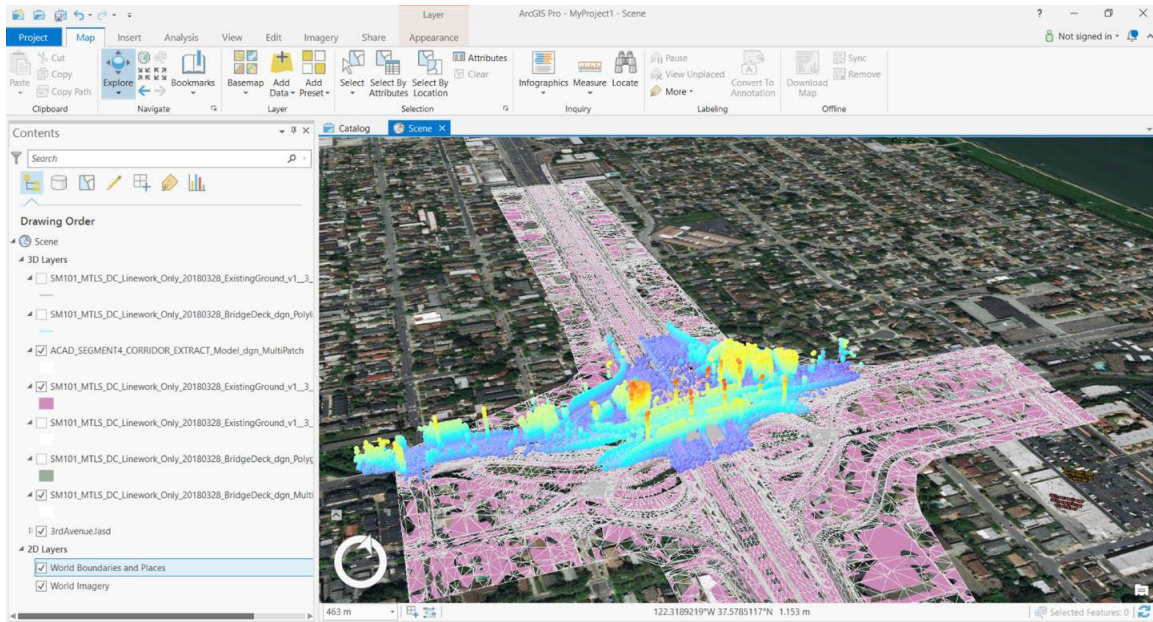 Layer
ArcGIS Pro - MyProject1 - Scene
?
Project Map Insert Analysis View Edit Imagery Share Appearance
Not signed in
Paste
Cut
Copy
Copy Path
Clipboard
Explore
Bookmarks
Navigate
Basemap
Add Data
Add Preset
Layer
Select
Select By Attributes
Select By Location
Attributes
Clear
Selection
Infographics
Measure
Locate
Inquiry
Pause
View Unplaced
More
Convert To Annotation
Labeling
Download Map
Sync
Remove
Offline
Contents
Search
Drawing Order
Scene
3D Layers
SM101_MTLS_DC_Linework_Only_20180328_ExistingGround_v1_3_
SM101_MTLS_DC_Linework_Only_20180328_BridgeDeck_dgn_Polyli
ACAD_SEGMENT4_CORRIDOR_EXTRACT_Model_dgn_MultiPatch
SM101_MTLS_DC_Linework_Only_20180328_ExistingGround_v1_3_
SM101_MTLS_DC_Linework_Only_20180328_ExistingGround_v1_3_
SM101_MTLS_DC_Linework_Only_20180328_BridgeDeck_dgn_Polyg
SM101_MTLS_DC_Linework_Only_20180328_BridgeDeck_dgn_Multi
3rdAvenue.lasd
2D Layers
World Boundaries and Places
World Imagery
Catalog
Scene
463 m
122.3189219°W 37.5785117°N 1.153 m
Selected Features: 0